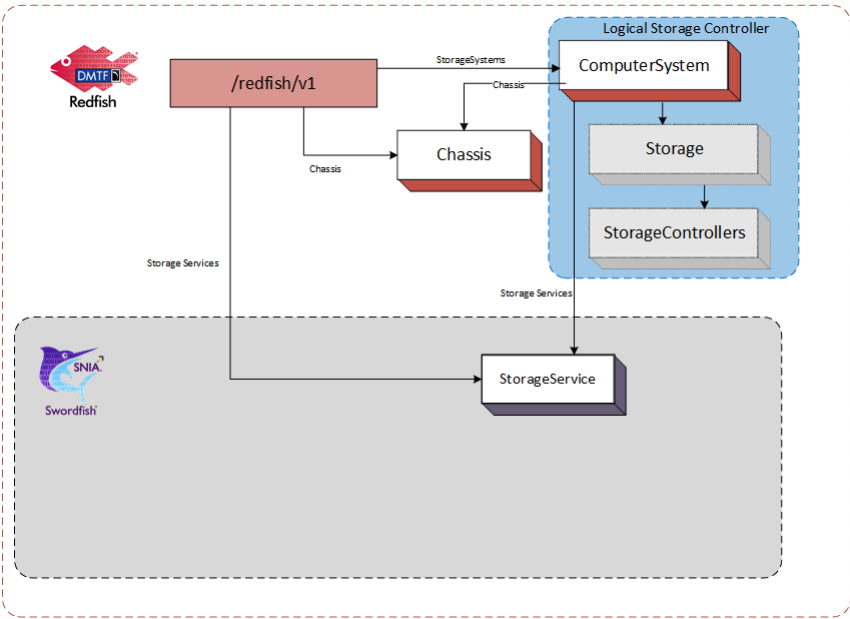 Logical Storage Controller
StorageSystems
ComputerSystem
DMTF
Redfish
/redfish/v1
Chassis
Chassis
Chassis
Storage
StorageControllers
Storage Services
Storage Services
SNIA
Swordfish
StorageService